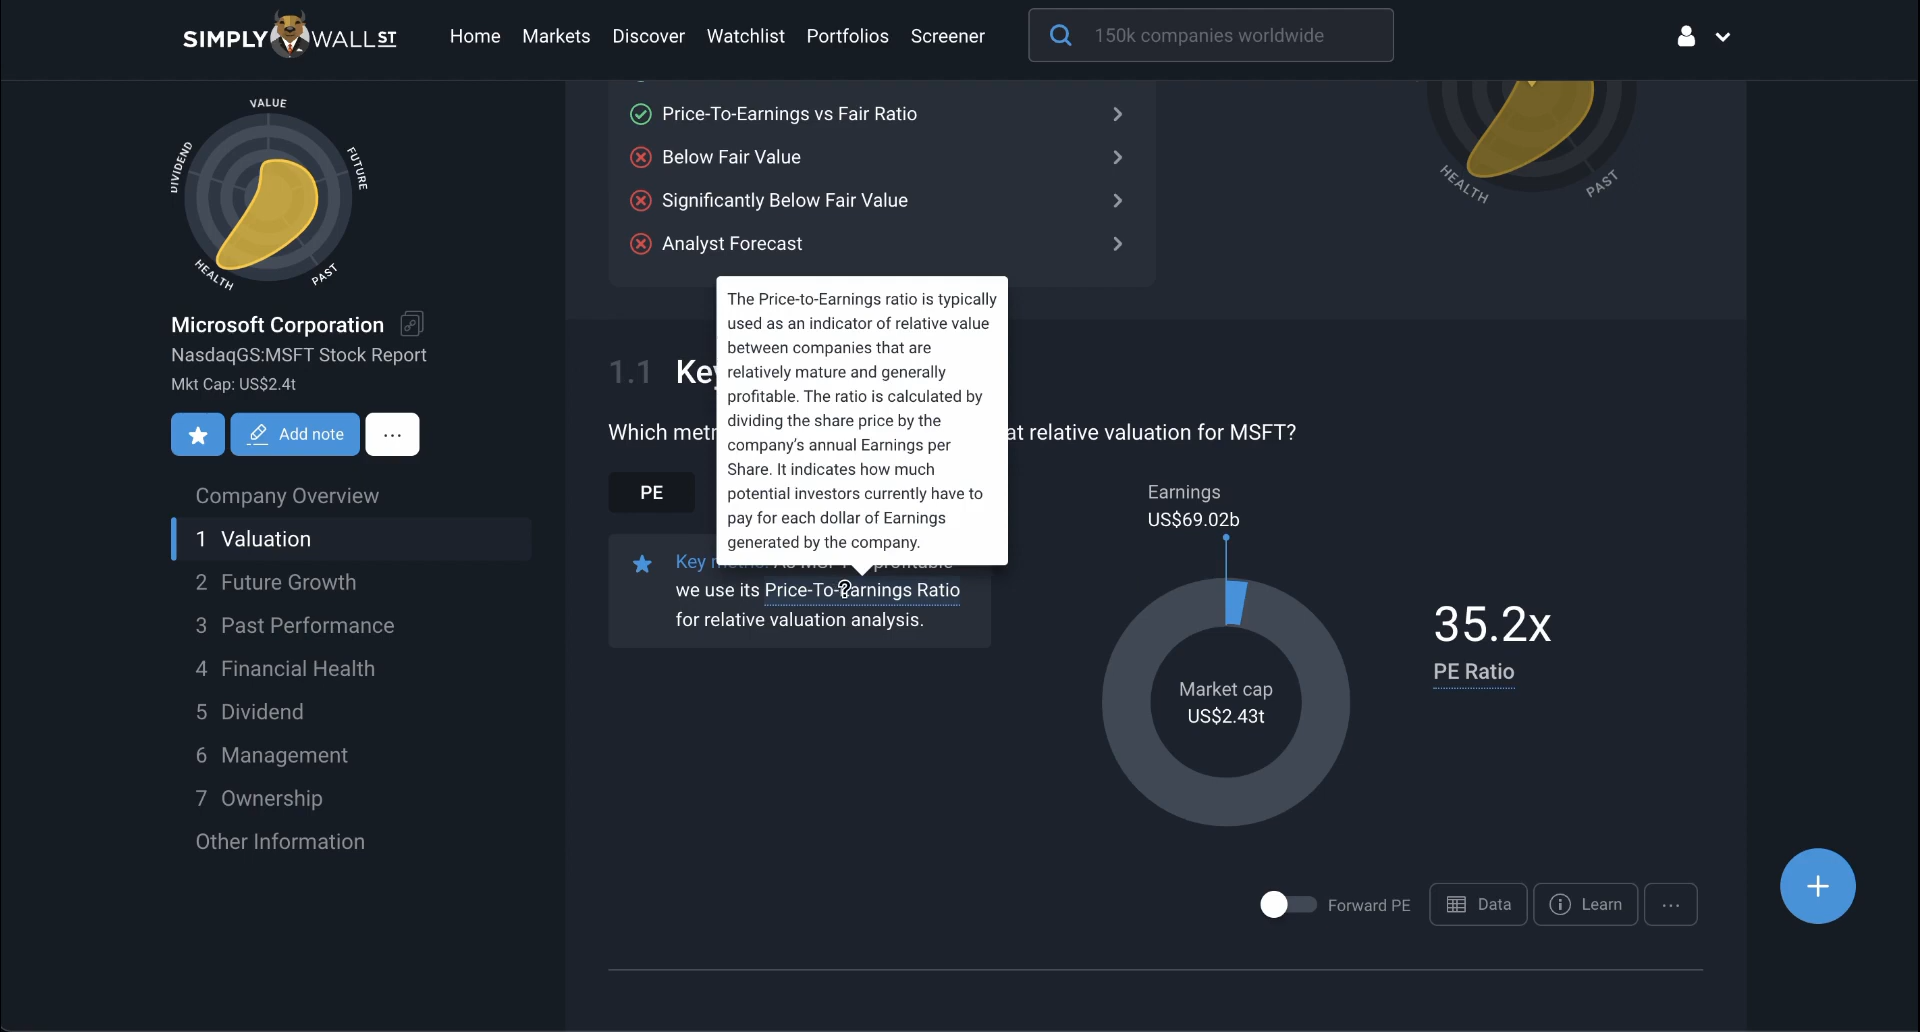 SIMPLY WALL ST
Home
Markets
Discover
Watchlist
Portfolios
Screener
150k companies worldwide
VALUE
FUTURE
PAST
HEALTH
DIVIDEND
Microsoft Corporation
NasdaqGS:MSFT Stock Report
Mkt Cap: US$2.4t
Add note
...
Company Overview
1 Valuation
2 Future Growth
3 Past Performance
4 Financial Health
5 Dividend
6 Management
7 Ownership
Other Information
Price-To-Earnings vs Fair Ratio
Below Fair Value
Significantly Below Fair Value
Analyst Forecast
HEALTH
PAST
The Price-to-Earnings ratio is typically
used as an indicator of relative value
between companies that are
relatively mature and generally
profitable. The ratio is calculated by
dividing the share price by the
company's annual Earnings per
Share. It indicates how much
potential investors currently have to
pay for each dollar of Earnings
generated by the company.
1.1
Which
at relative valuation for MSFT?
PE
Key
we use its Price-To-Earnings Ratio
for relative valuation analysis.
Earnings
US$69.02b
Market cap
US$2.43t
35.2x
PE Ratio
Forward PE
Data
Learn
...